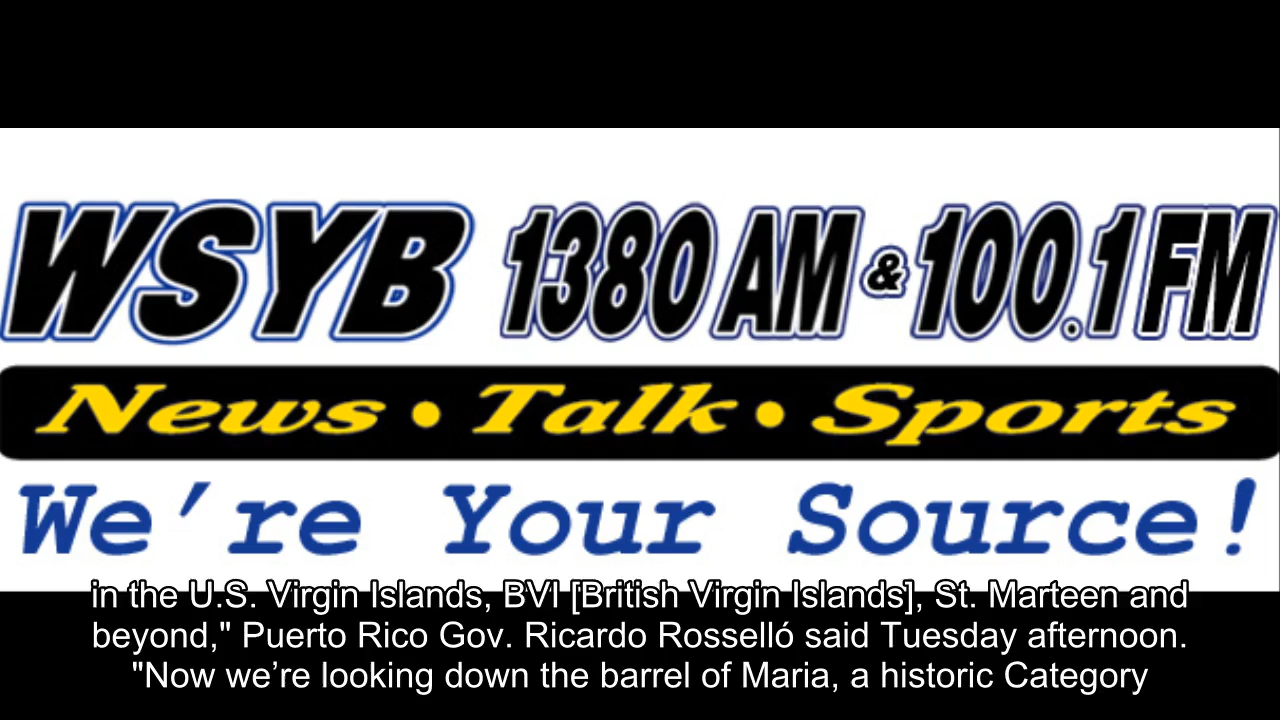 WSYB 1380 AM & 100.1 FM
News • Talk • Sports
We're Your Source!
in the U.S. Virgin Islands, BVI [British Virgin Islands], St. Marteen and
beyond," Puerto Rico Gov. Ricardo Rosselló said Tuesday afternoon.
"Now we’re looking down the barrel of Maria, a historic Category